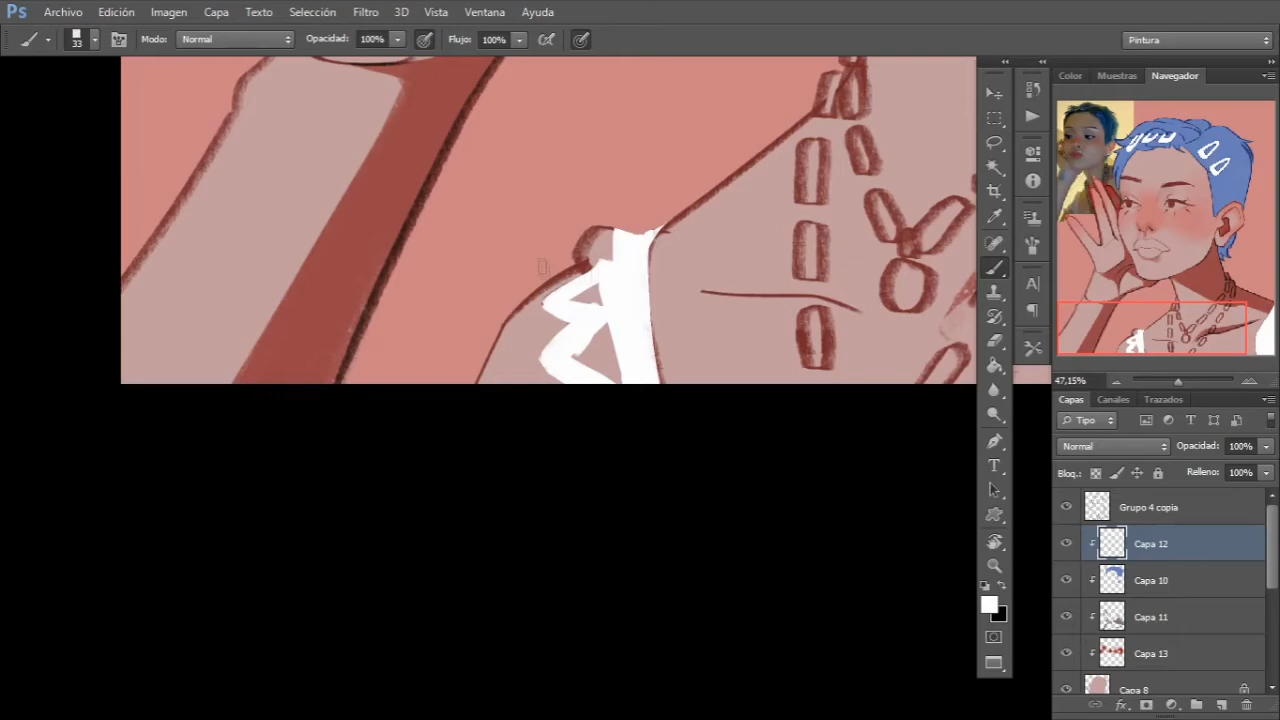 Ps Archivo Edición Imagen Capa Texto Selección Filtro 3D Vista Ventana Ayuda
33 Modo: Normal Opacidad: 100% Flujo: 100% Pintura
Color Muestras Navegador
47,15%
Capas Canales Trazados
Tipo
Normal Opacidad: 100%
Bloq.: Relleno: 100%
Grupo 4 copia
Capa 12
Capa 10
Capa 11
Capa 13
Capa 8